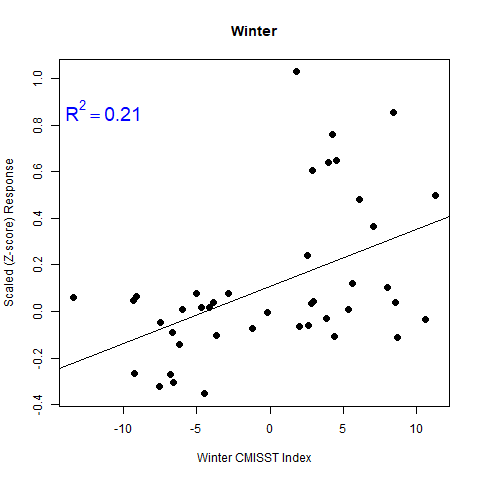 Winter
R² = 0.21
Scaled (Z-score) Response
1.0
0.8
0.6
0.4
0.2
0.0
-0.2
-0.4
-10 -5 0 5 10
Winter CMISST Index